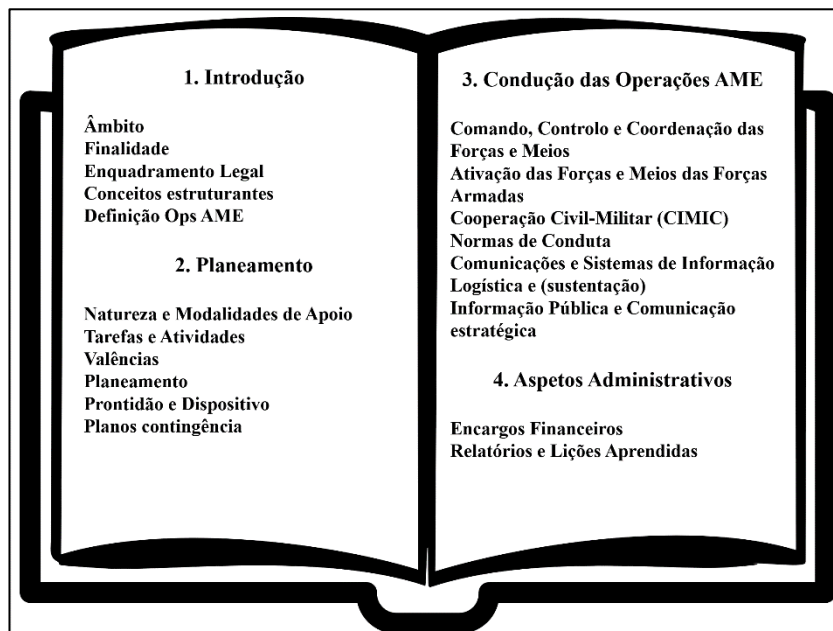 1. Introdução
Âmbito
Finalidade
Enquadramento Legal
Conceitos estruturantes
Definição Ops AME
2. Planeamento
Natureza e Modalidades de Apoio
Tarefas e Atividades
Valências
Planeamento
Prontidão e Dispositivo
Planos contingência
3. Condução das Operações AME
Comando, Controlo e Coordenação das
Forças e Meios
Ativação das Forças e Meios das Forças
Armadas
Cooperação Civil-Militar (CIMIC)
Normas de Conduta
Comunicações e Sistemas de Informação
Logística e (sustentação)
Informação Pública e Comunicação
estratégica
4. Aspetos Administrativos
Encargos Financeiros
Relatórios e Lições Aprendidas